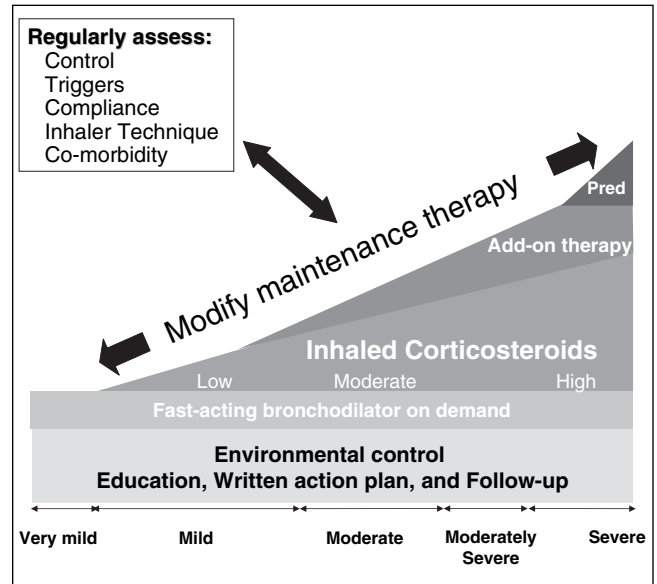 Regularly assess:
Control
Triggers
Compliance
Inhaler Technique
Co-morbidity
Modify maintenance therapy
Pred
Add-on therapy
Inhaled Corticosteroids
Low Moderate High
Fast-acting bronchodilator on demand
Environmental control
Education, Written action plan, and Follow-up
Very mild Mild Moderate Moderately Severe
Severe